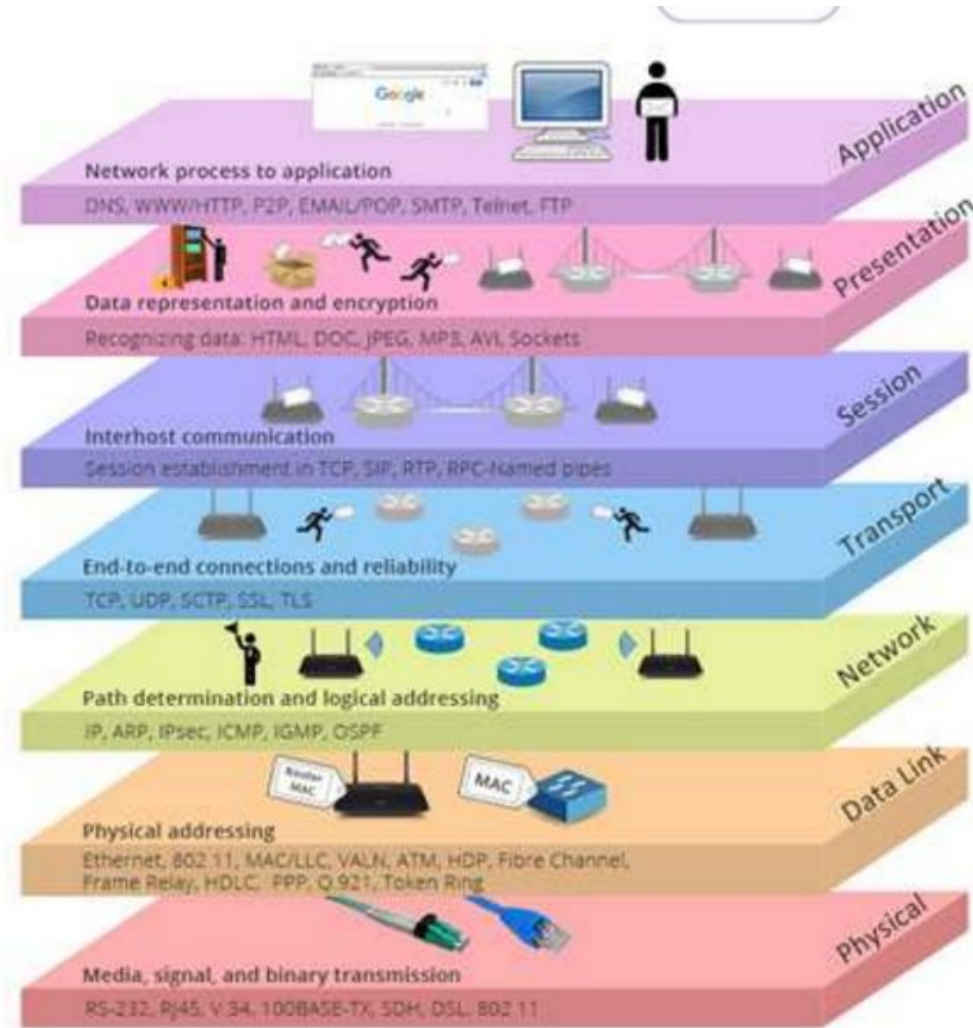 Google
Application
Network process to application
DNS, WWW/HTTP, P2P, EMAIL/POP, SMTP, Telnet, FTP
Presentation
Data representation and encryption
Recognizing data: HTML, DOC, JPEG, MP3, AVI, Sockets
Session
Interhost communication
Session establishment in TCP, SIP, RTP, RPC-Named pipes
Transport
End-to-end connections and reliability
TCP, UDP, SCTP, SSL, TLS
Network
Path determination and logical addressing
IP, ARP, IPsec, ICMP, IGMP, OSPF
Data Link
Router
MAC
MAC
Physical addressing
Ethernet, 802.11, MAC/LLC, VALN, ATM, HDP, Fibre Channel,
Frame Relay, HDLC, PPP, Q.921, Token Ring
Physical
Media, signal, and binary transmission
RS-232, RJ45, V.34, 100BASE-TX, SDH, DSL, 802.11